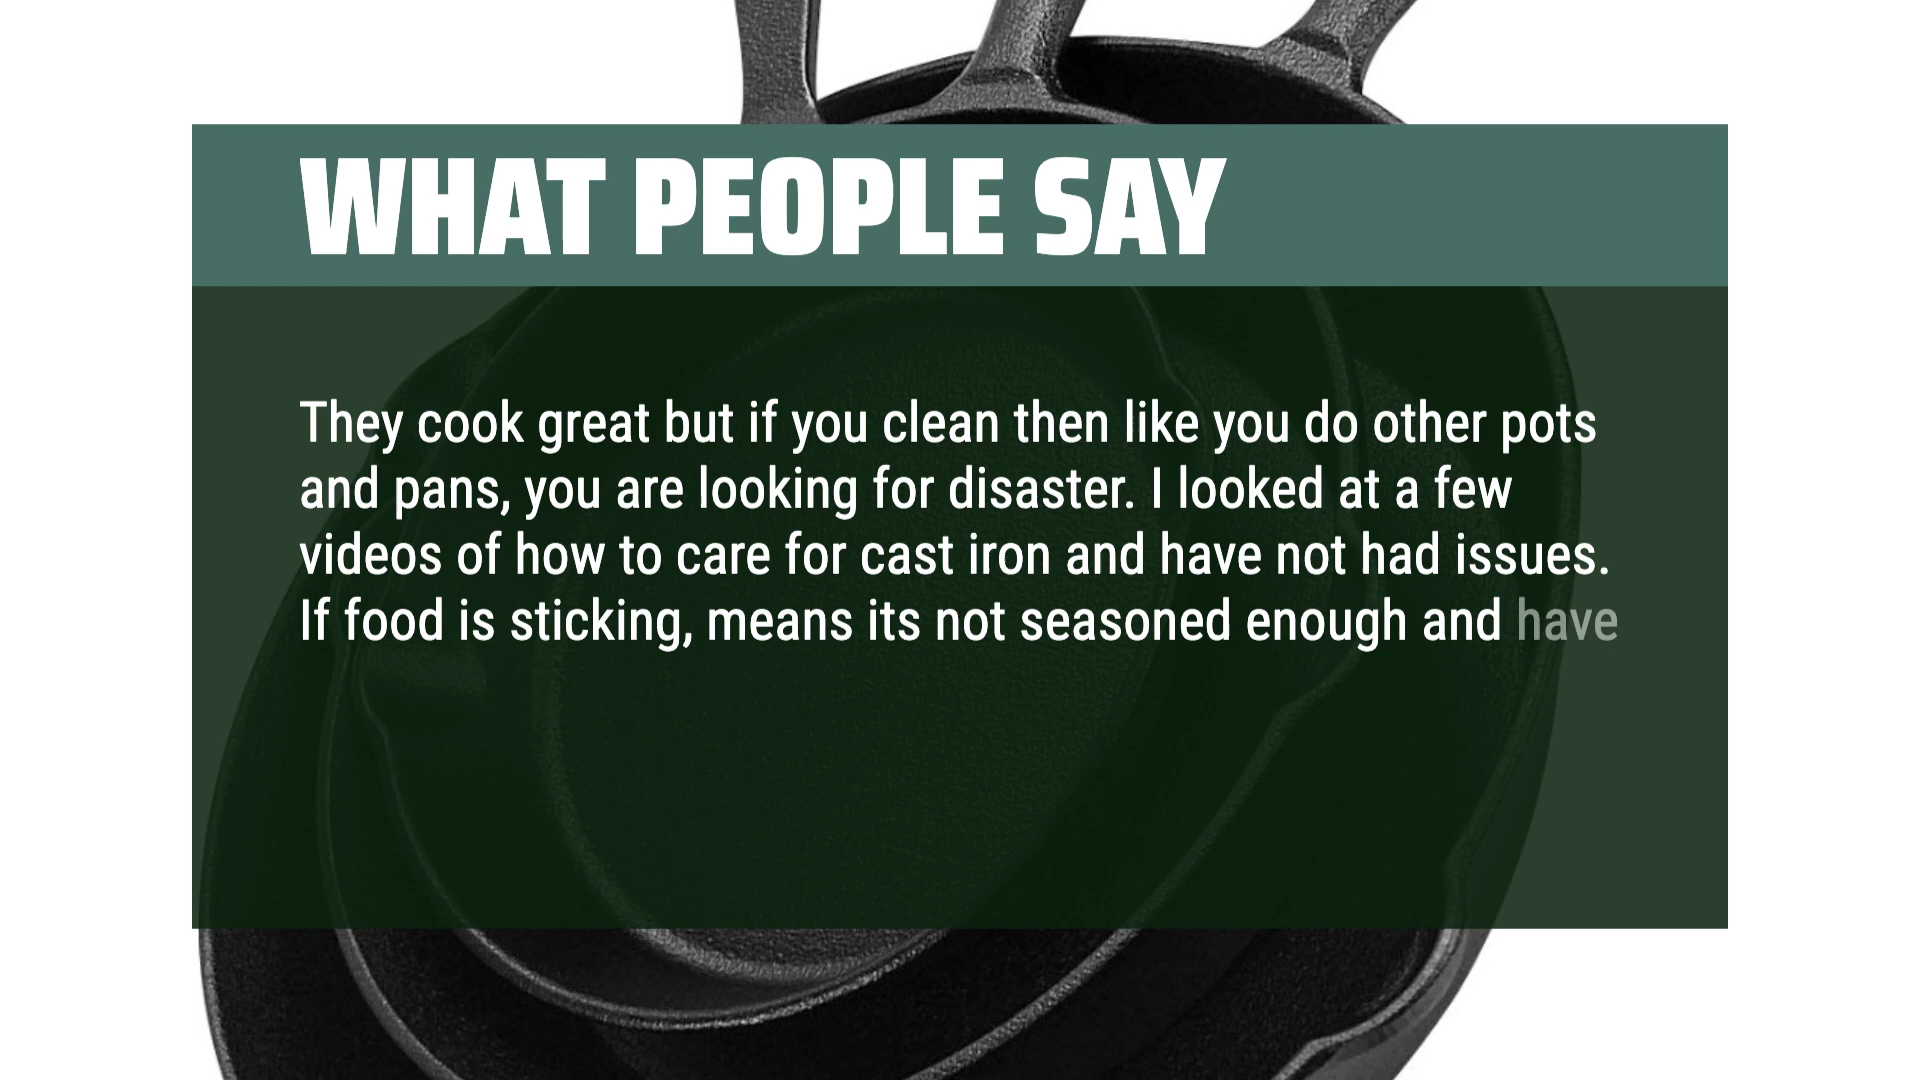 WHAT PEOPLE SAY
They cook great but if you clean then like you do other pots
and pans, you are looking for disaster. I looked at a few
videos of how to care for cast iron and have not had issues.
If food is sticking, means its not seasoned enough and have